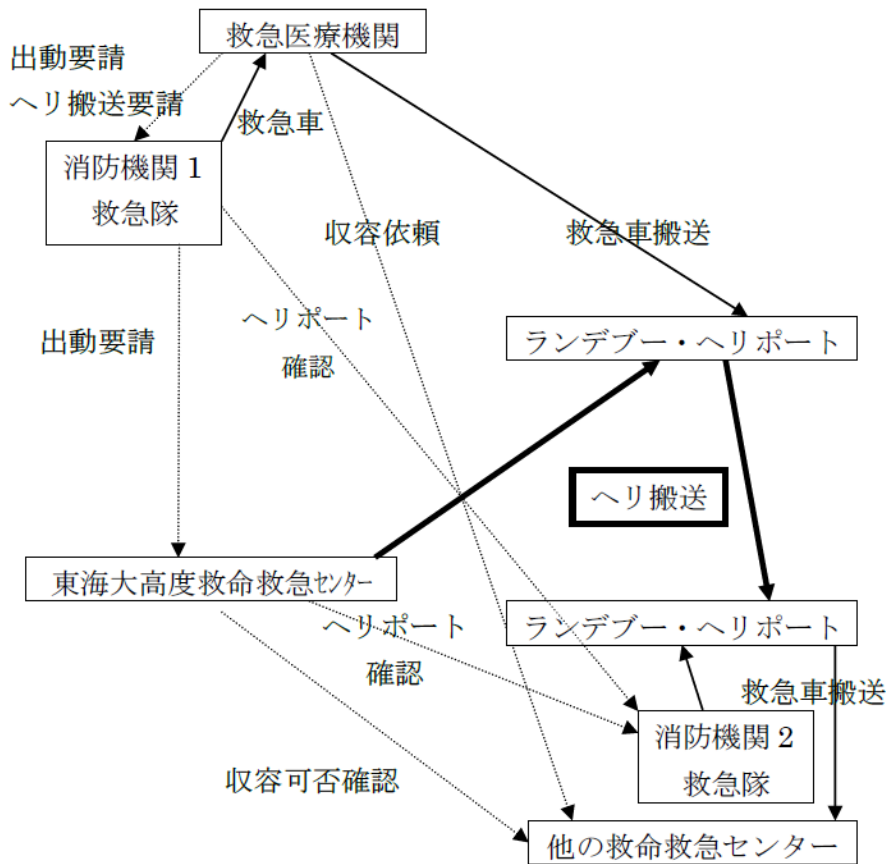 救急医療機関
出動要請
ヘリ搬送要請
救急車
消防機関1
救急隊
収容依頼
救急車搬送
ヘリポート
確認
出動要請
ランデブー・ヘリポート
ヘリ搬送
東海大高度救命救急ｾﾝﾀｰ
ランデブー・ヘリポート
ヘリポート
確認
救急車搬送
消防機関2
救急隊
収容可否確認
他の救命救急センター